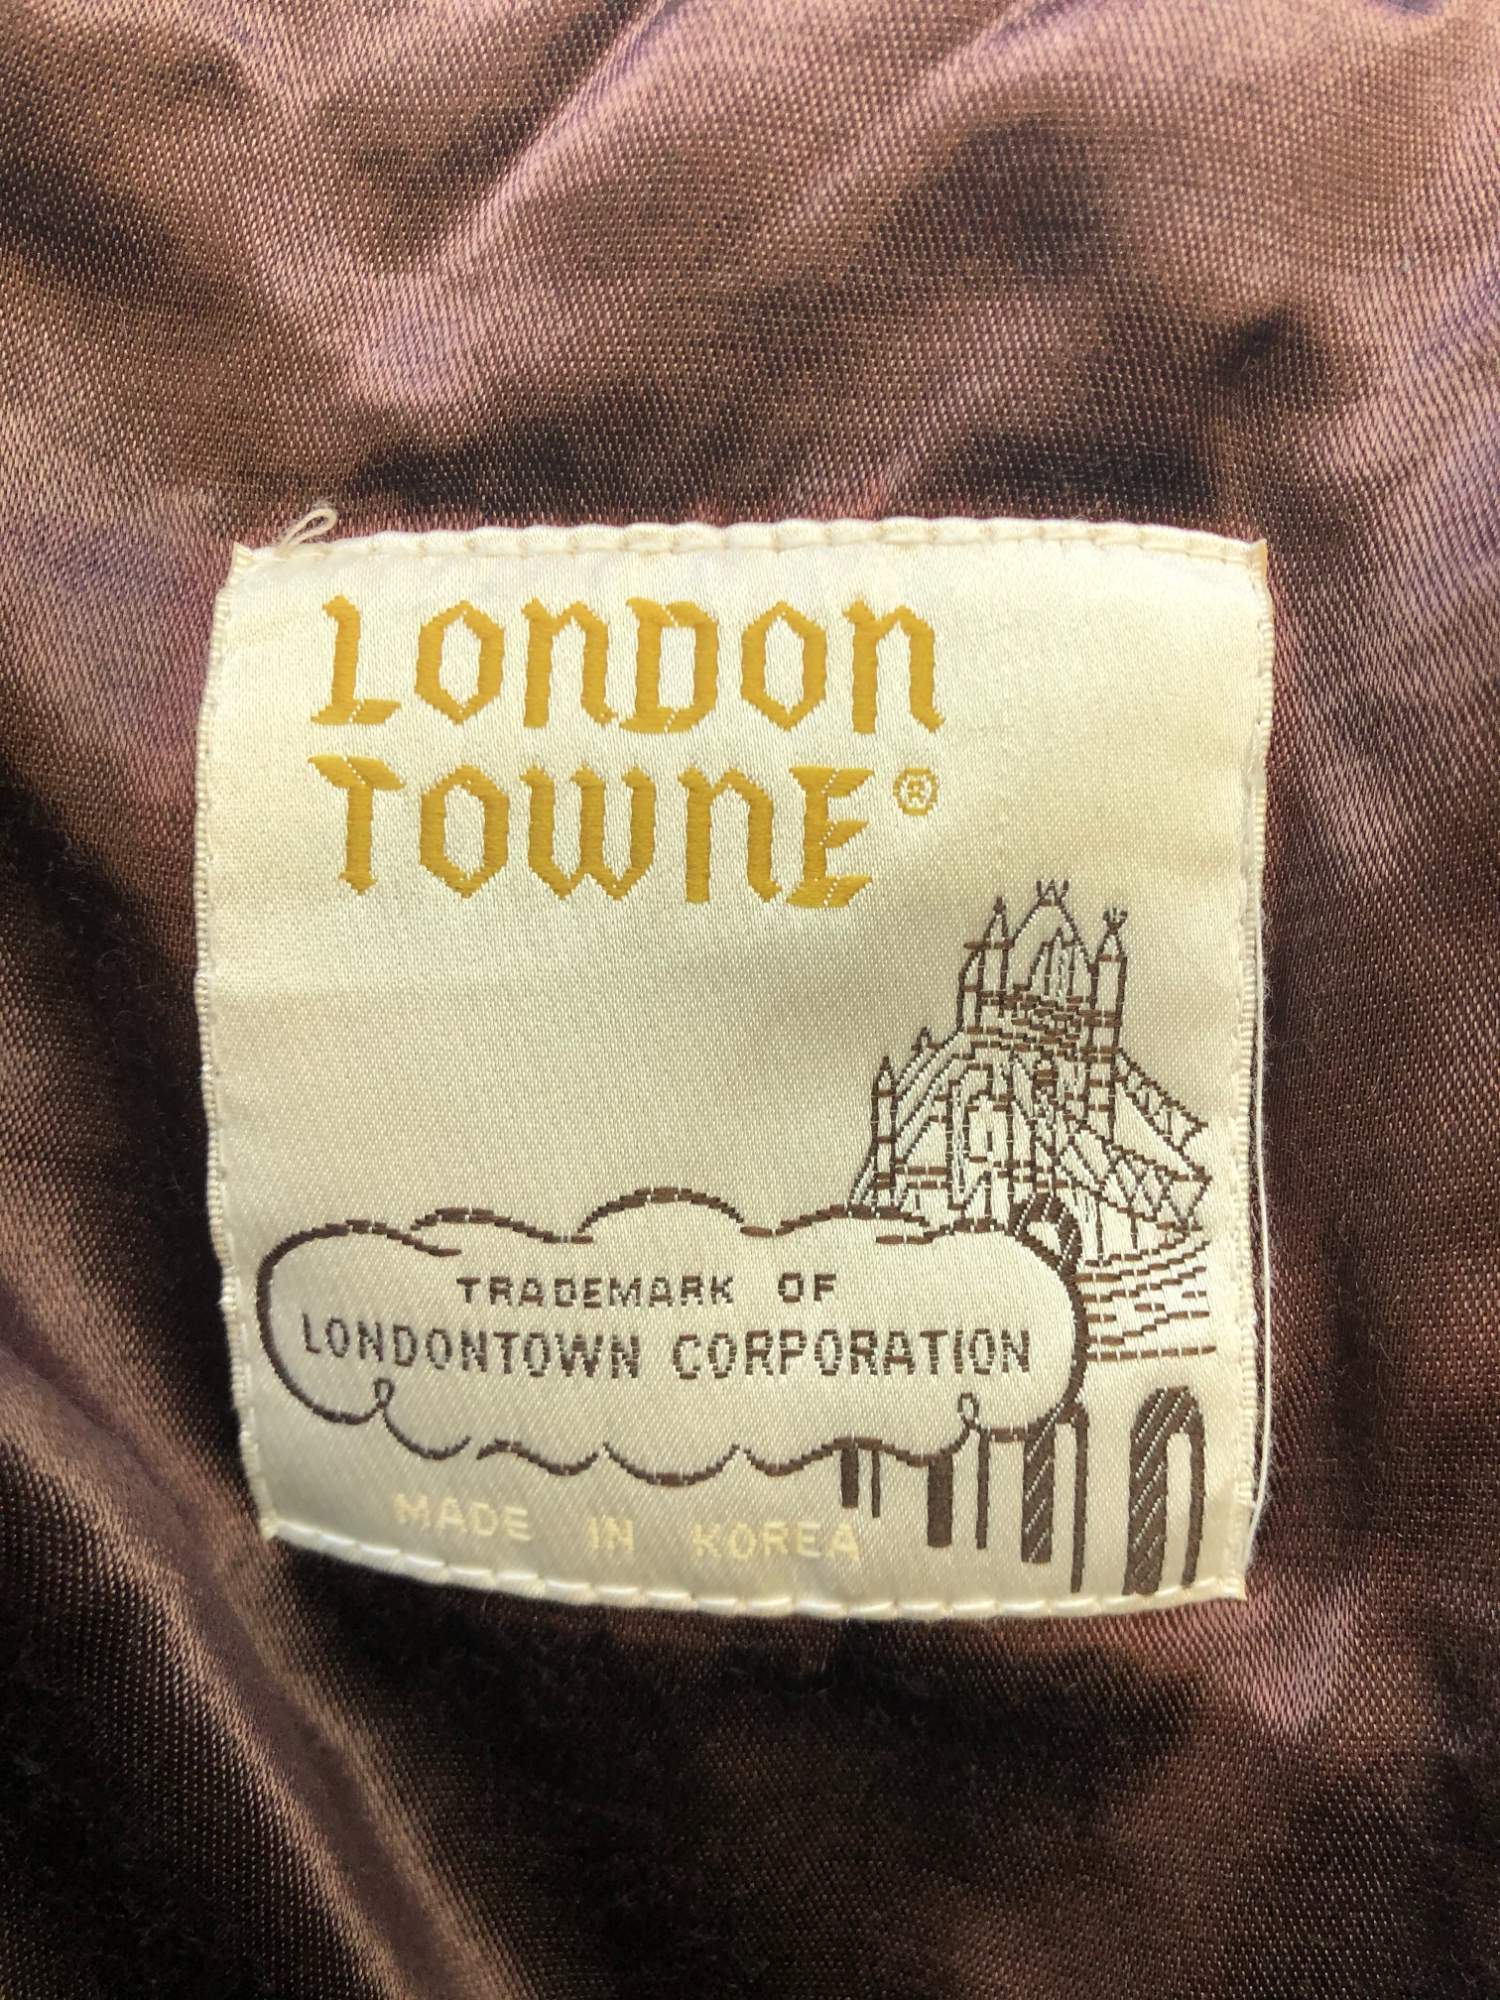 LONDON
TOWNE®
TRADEMARK OF
LONDONTOWN CORPORATION
MADE IN KOREA